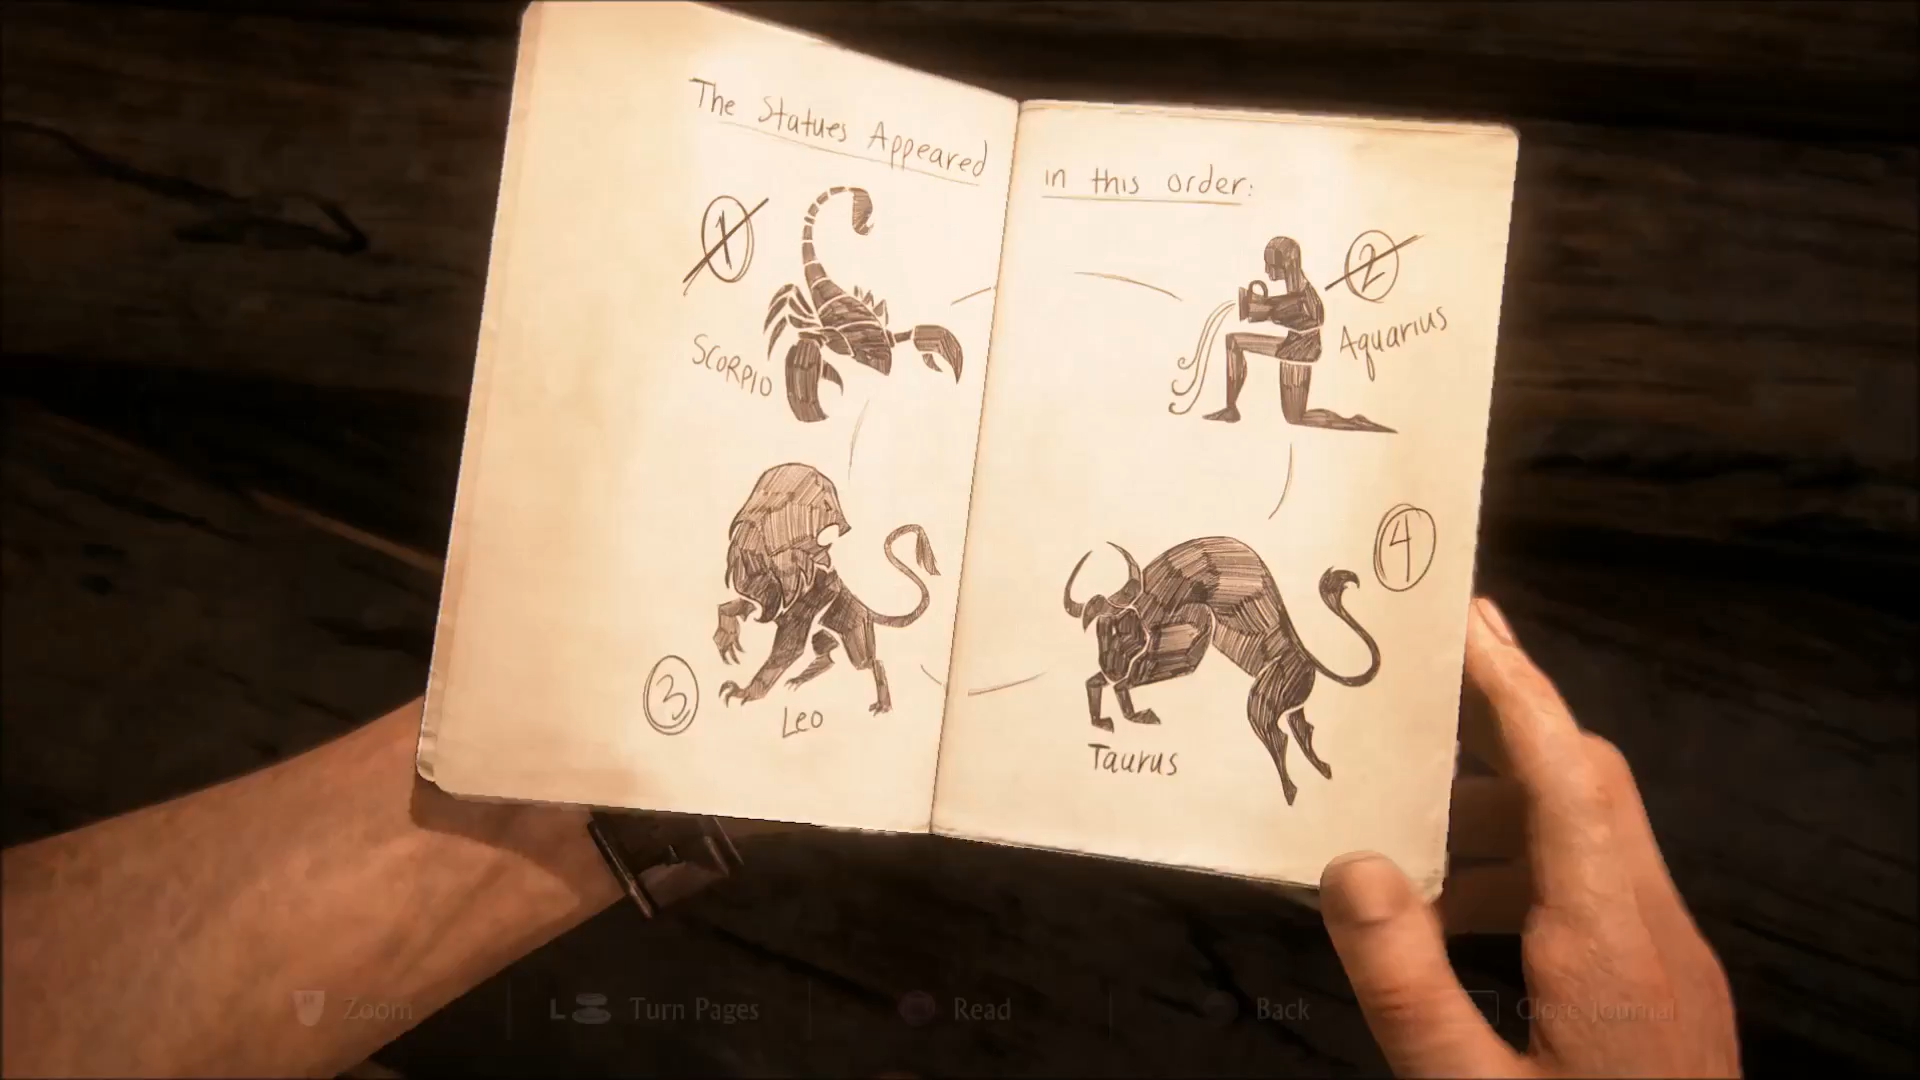 The Statues Appeared
in this order:
1
SCORPIO
2
Aquarius
3
Leo
4
Taurus
Zoom
L
Turn Pages
Read
Back
Close Journal